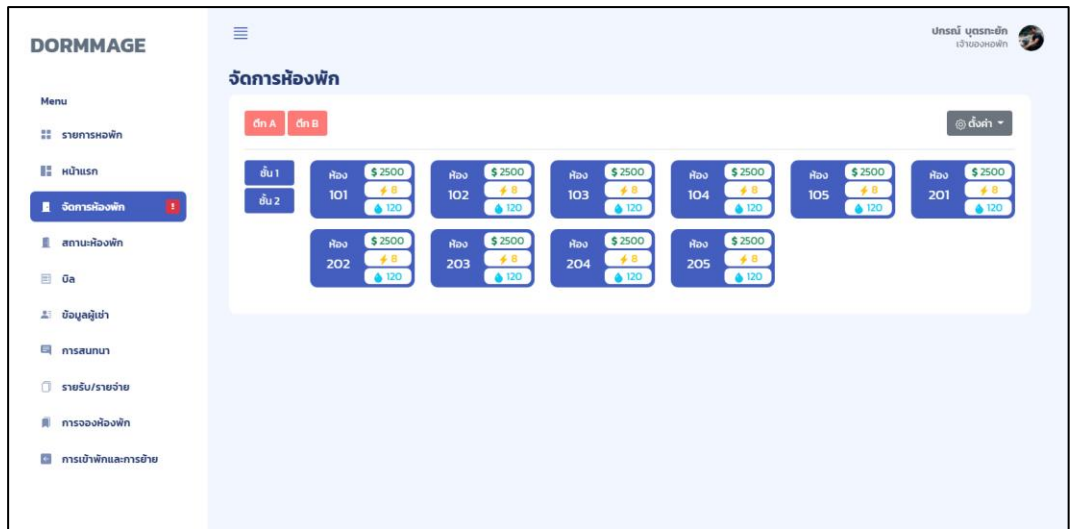 DORMMAGE
ปกรณ์ บุตรทะยัก
เจ้าของหอพัก
จัดการห้องพัก
Menu
รายการหอพัก
หน้าแรก
จัดการห้องพัก
สถานะห้องพัก
บิล
ข้อมูลผู้เช่า
การสนทนา
รายรับ/รายจ่าย
การจองห้องพัก
การเข้าพักและการย้าย
ตึก A ตึก B
ตั้งค่า
ชั้น 1
ชั้น 2
ห้อง 101 $ 2500 8 120
ห้อง 102 $ 2500 8 120
ห้อง 103 $ 2500 8 120
ห้อง 104 $ 2500 8 120
ห้อง 105 $ 2500 8 120
ห้อง 201 $ 2500 8 120
ห้อง 202 $ 2500 8 120
ห้อง 203 $ 2500 8 120
ห้อง 204 $ 2500 8 120
ห้อง 205 $ 2500 8 120